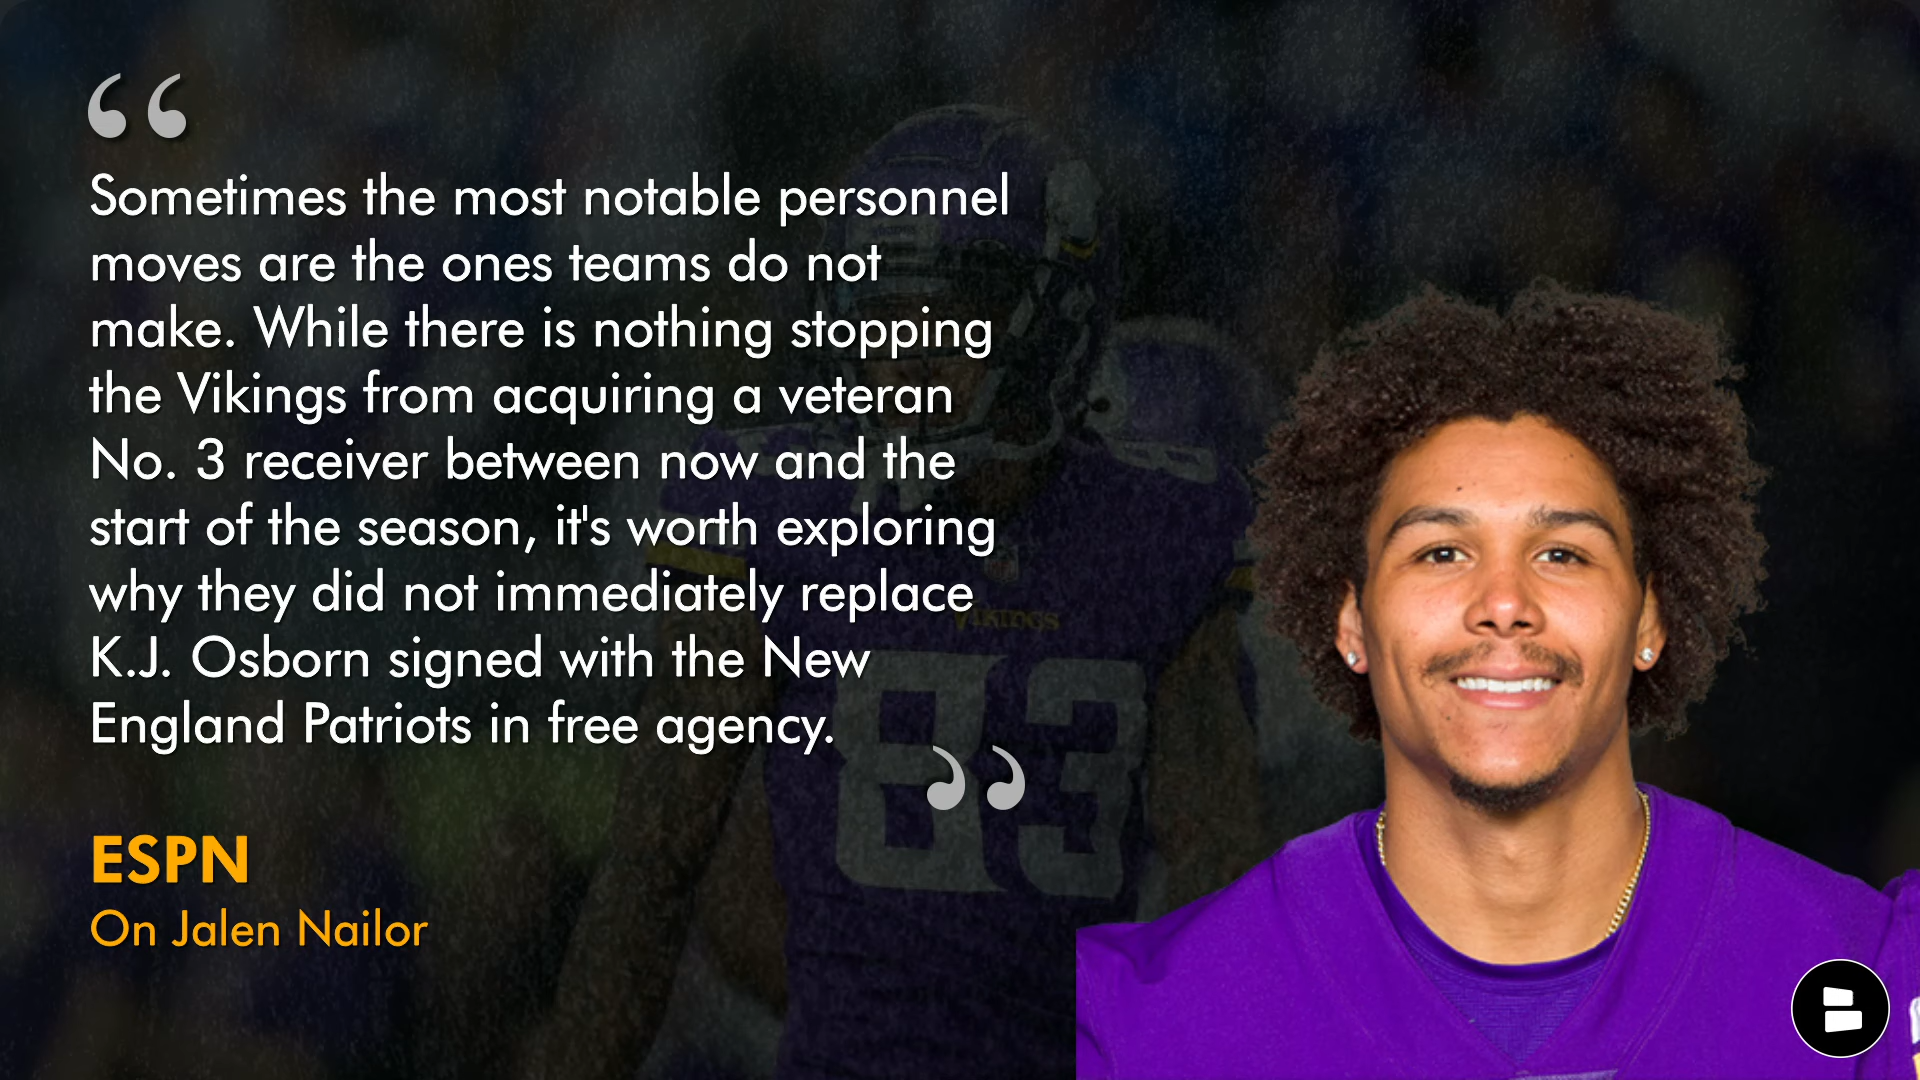 “
Sometimes the most notable personnel
moves are the ones teams do not
make. While there is nothing stopping
the Vikings from acquiring a veteran
No. 3 receiver between now and the
start of the season, it's worth exploring
why they did not immediately replace
K.J. Osborn signed with the New
England Patriots in free agency.
”
VIKINGS
83
ESPN
On Jalen Nailor